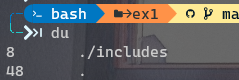 bash ex1 ma
du
8 ./includes
48 .